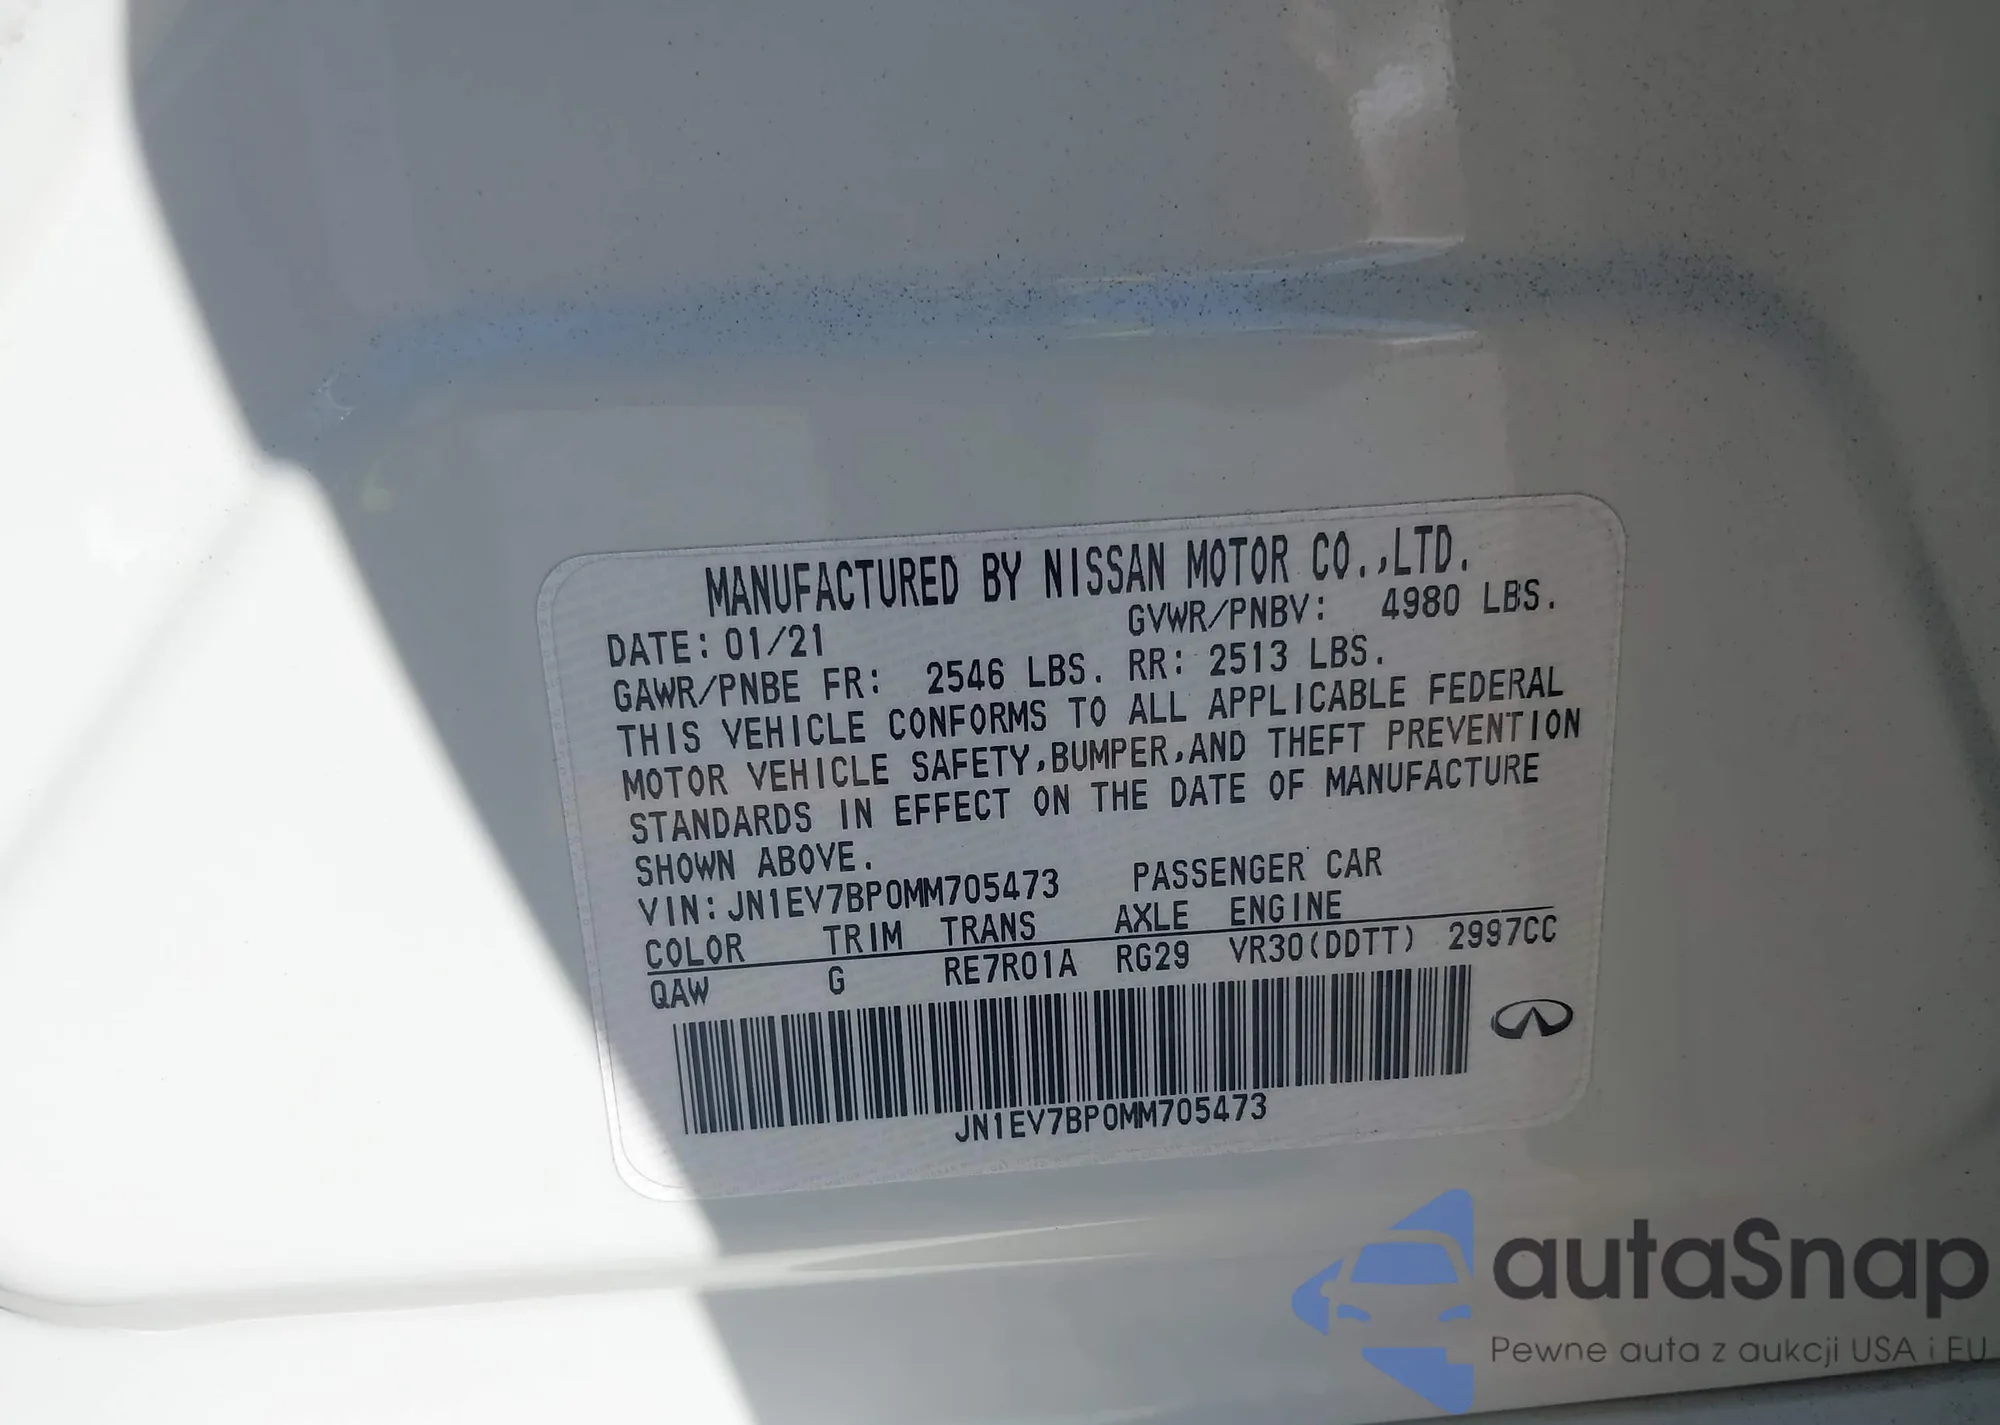 MANUFACTURED BY NISSAN MOTOR CO.,LTD.
DATE: 01/21 GVWR/PNBV: 4980 LBS.
GAWR/PNBE FR: 2546 LBS. RR: 2513 LBS.
THIS VEHICLE CONFORMS TO ALL APPLICABLE FEDERAL
MOTOR VEHICLE SAFETY,BUMPER,AND THEFT PREVENTION
STANDARDS IN EFFECT ON THE DATE OF MANUFACTURE
SHOWN ABOVE.
VIN: JN1EV7BP0MM705473 PASSENGER CAR
COLOR TRIM TRANS AXLE ENGINE
QAW G RE7R01A RG29 VR30(DDTT) 2997CC
JN1EV7BP0MM705473
autaSnap
Pewne auta z aukcji USA i EU